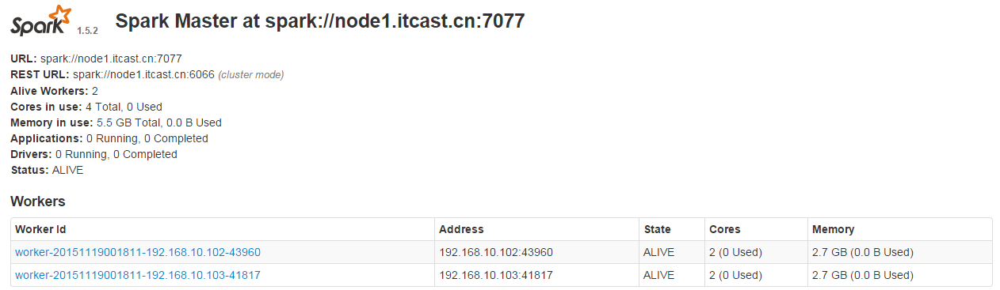 Spark 1.5.2 Spark Master at spark://node1.itcast.cn:7077
URL: spark://node1.itcast.cn:7077
REST URL: spark://node1.itcast.cn:6066 (cluster mode)
Alive Workers: 2
Cores in use: 4 Total, 0 Used
Memory in use: 5.5 GB Total, 0.0 B Used
Applications: 0 Running, 0 Completed
Drivers: 0 Running, 0 Completed
Status: ALIVE
Workers
Worker Id Address State Cores Memory
worker-20151119001811-192.168.10.102-43960 192.168.10.102:43960 ALIVE 2 (0 Used) 2.7 GB (0.0 B Used)
worker-20151119001811-192.168.10.103-41817 192.168.10.103:41817 ALIVE 2 (0 Used) 2.7 GB (0.0 B Used)